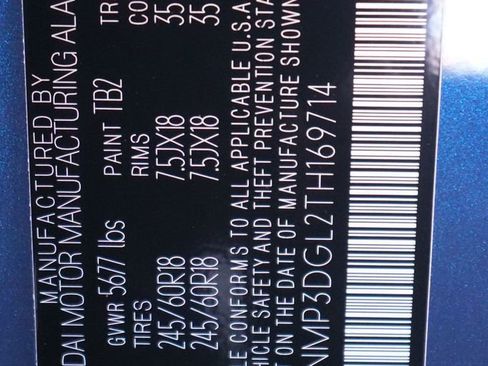 MANUFACTURED BY
DAI MOTOR MANUFACTURING ALA
GVWR 5677 lbs PAINT TB2 TR
TIRES RIMS CO
245/60R18 7.5JX18 35
245/60R18 7.5JX18 35
LE CONFORMS TO ALL APPLICABLE U.S.A
EHICLE SAFETY AND THEFT PREVENTION STA
T ON THE DATE OF MANUFACTURE SHOWN
NMP3DGL2TH169714